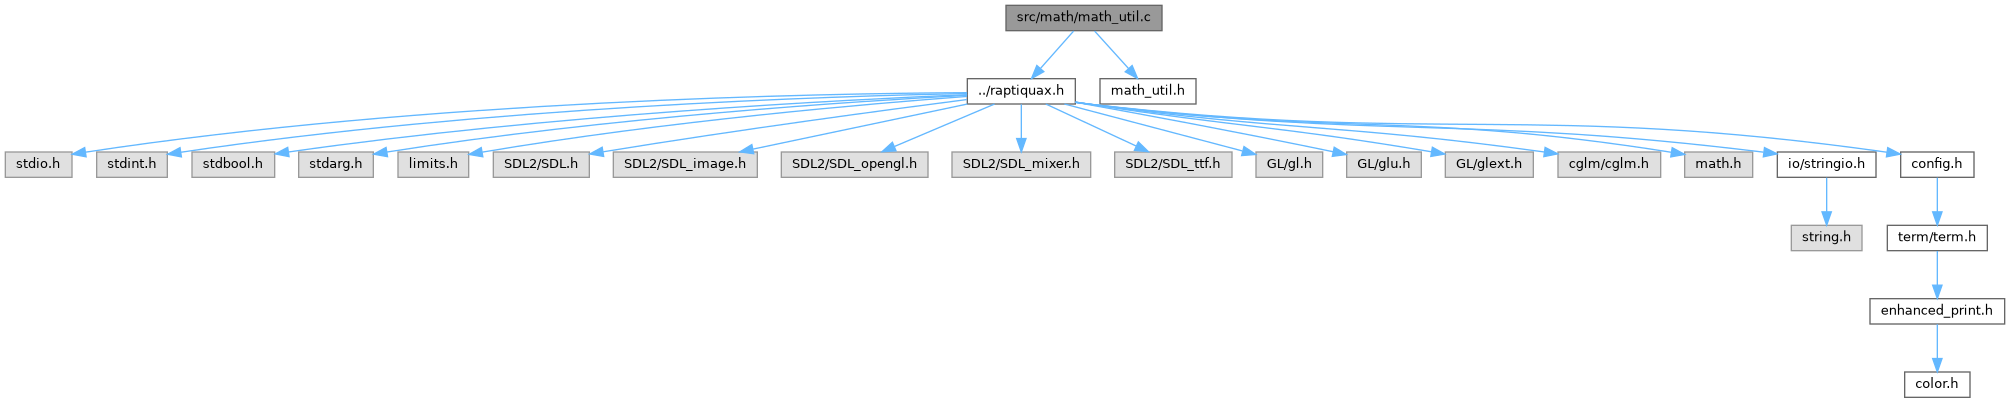 src/math/math_util.c
../raptiquax.h
math_util.h
stdio.h
stdint.h
stdbool.h
stdarg.h
limits.h
SDL2/SDL.h
SDL2/SDL_image.h
SDL2/SDL_opengl.h
SDL2/SDL_mixer.h
SDL2/SDL_ttf.h
GL/gl.h
GL/glu.h
GL/glext.h
cglm/cglm.h
math.h
io/stringio.h
config.h
string.h
term/term.h
enhanced_print.h
color.h